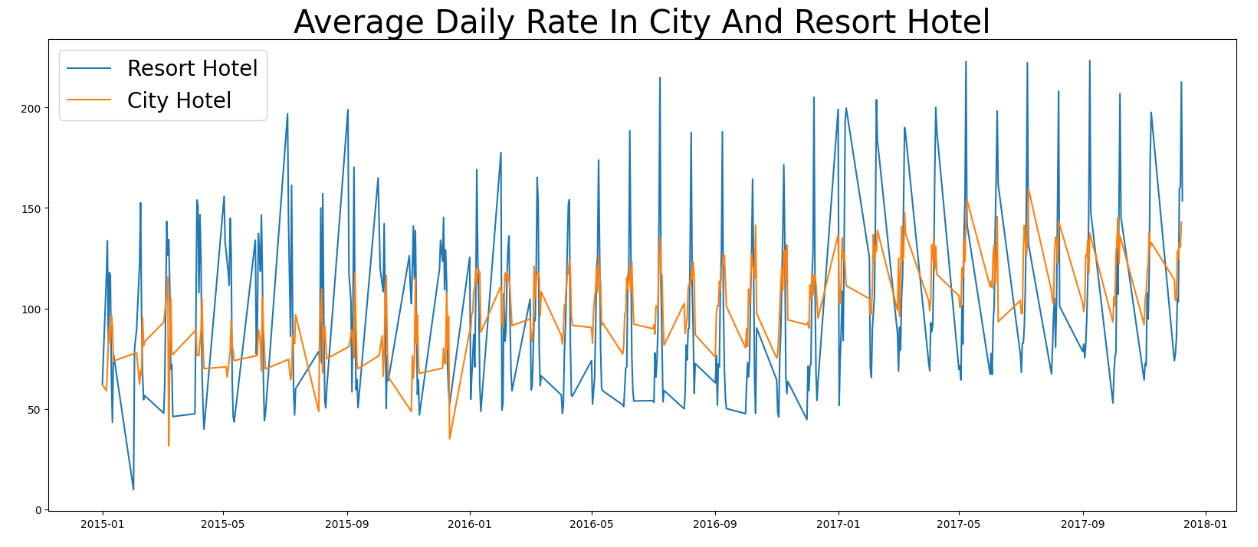 Average Daily Rate In City And Resort Hotel
Resort Hotel
City Hotel
200
150
100
50
0
2015-01 2015-05 2015-09 2016-01 2016-05 2016-09 2017-01 2017-05 2017-09 2018-01